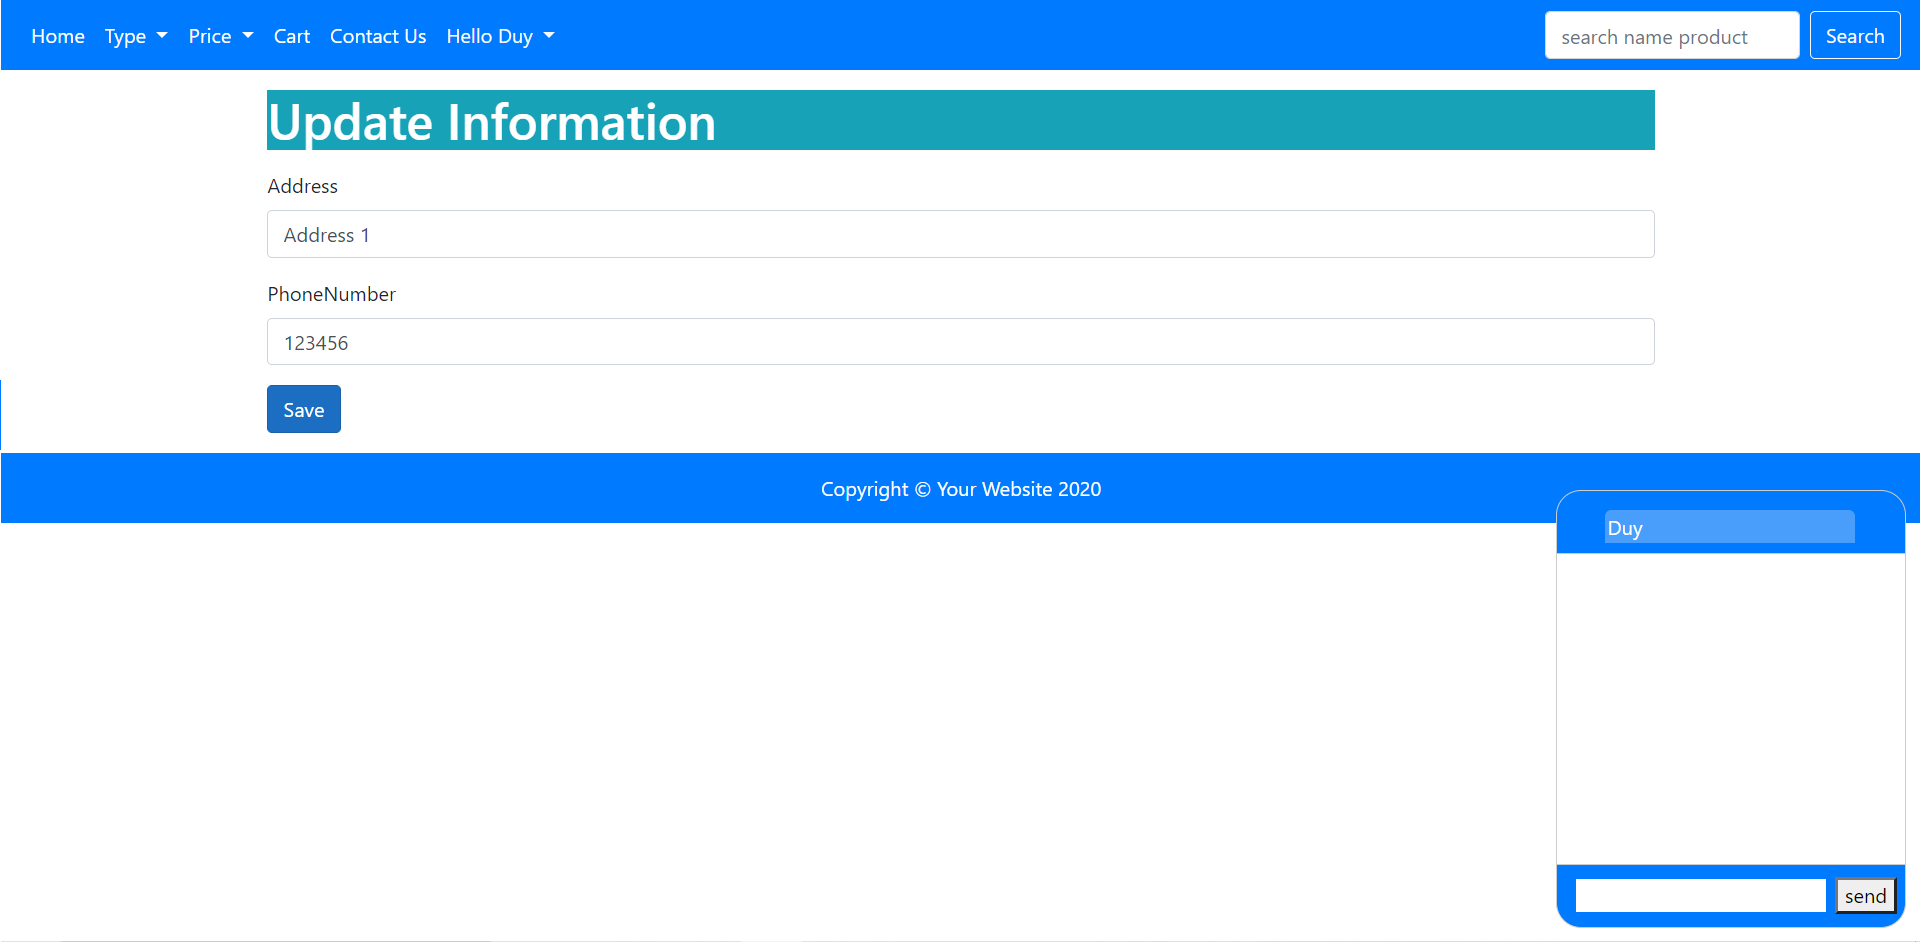 Home Type Price Cart Contact Us Hello Duy search name product Search
Update Information
Address
Address 1
PhoneNumber
123456
Save
Copyright © Your Website 2020
Duy
send